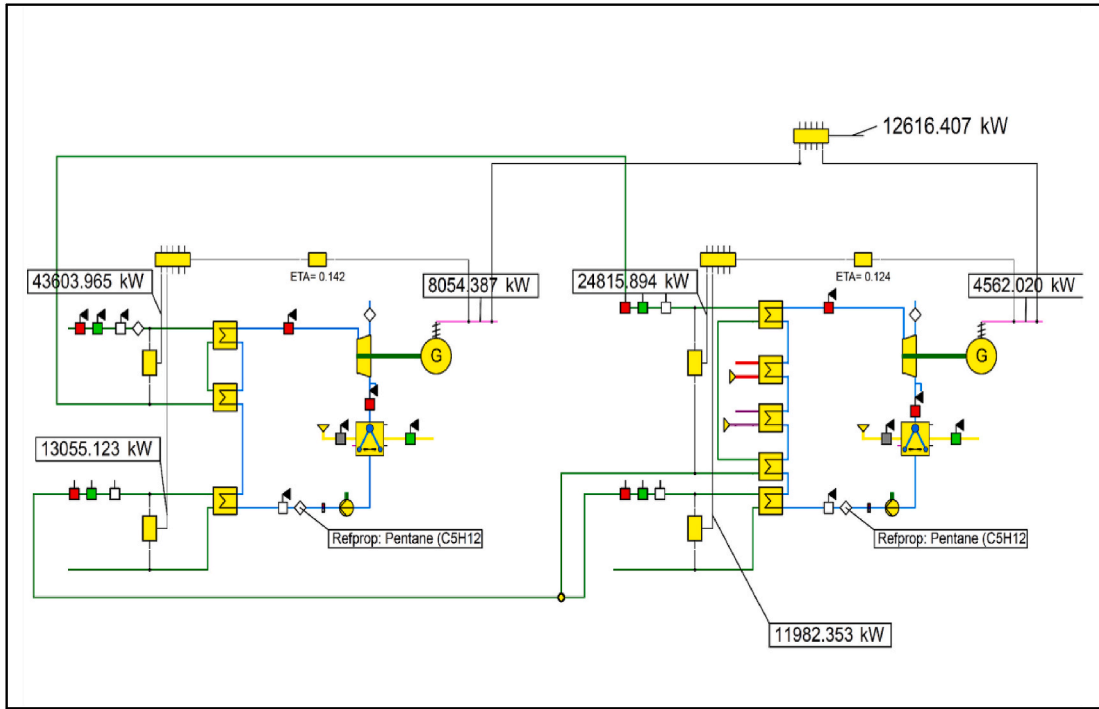 12616.407 kW
43603.965 kW
ETA= 0.142
8054.387 kW
24815.894 kW
ETA= 0.124
4562.020 kW
G
G
13055.123 kW
Refprop: Pentane (C5H12
Refprop: Pentane (C5H12
11982.353 kW